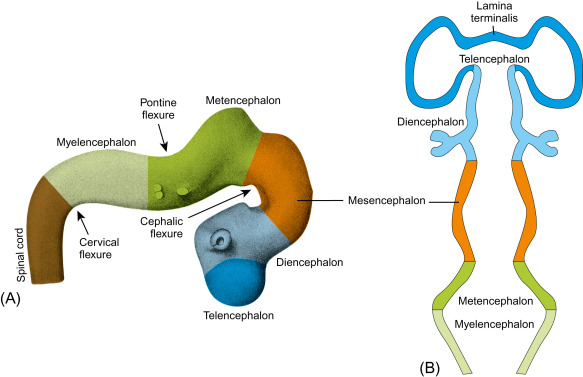 Lamina
terminalis
Telencephalon
Metencephalon
Pontine
flexure
Myelencephalon
Diencephalon
Mesencephalon
Cephalic
flexure
Cervical
flexure
Spinal cord
Diencephalon
(A)
Telencephalon
Metencephalon
Myelencephalon
(B)